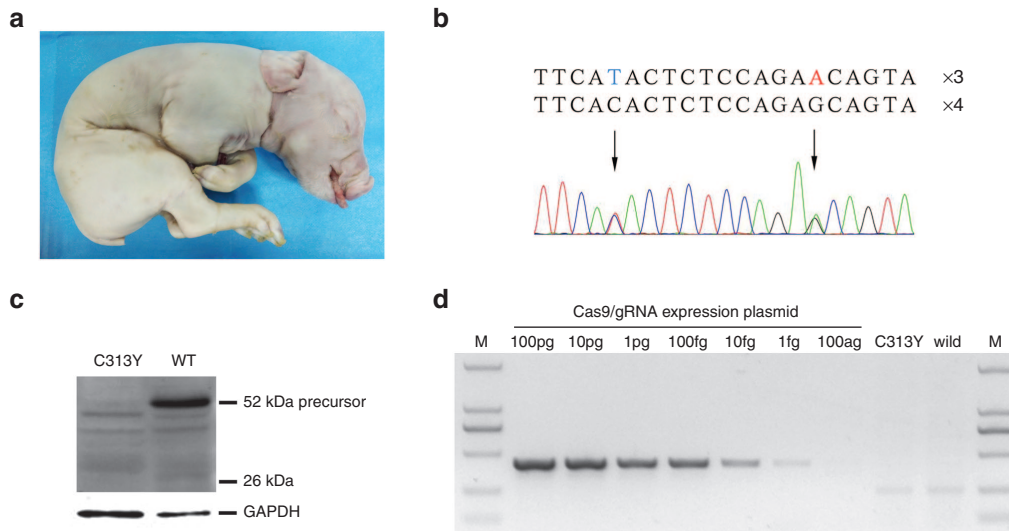 a
b
TTCATACTCTCCAGAACAGTA ×3
TTCACACTCTCCAGAGCAGTA ×4
c
C313Y WT
52 kDa precursor
26 kDa
GAPDH
d
Cas9/gRNA expression plasmid
M 100pg 10pg 1pg 100fg 10fg 1fg 100ag C313Y wild M